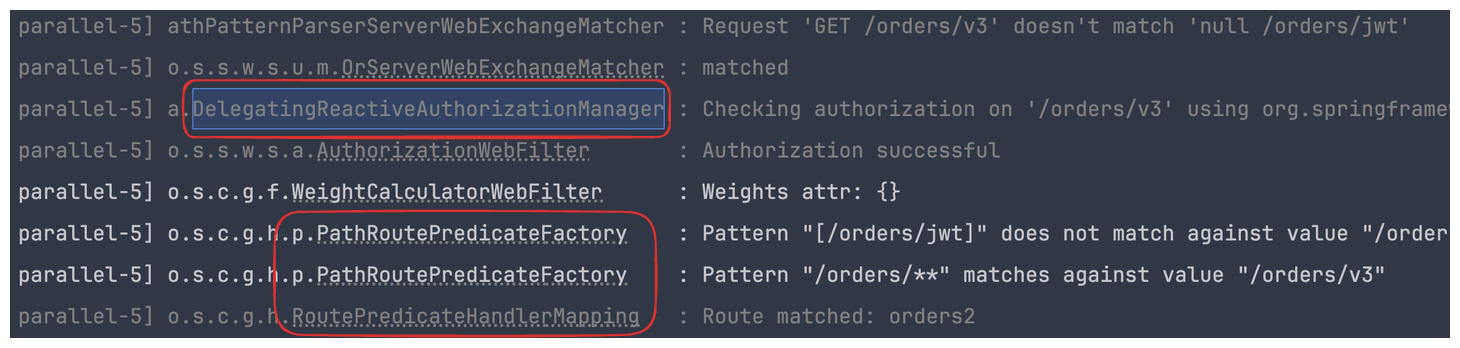 parallel-5] athPatternParserServerWebExchangeMatcher : Request 'GET /orders/v3' doesn't match 'null /orders/jwt'
parallel-5] o.s.s.w.s.u.m.OrServerWebExchangeMatcher : matched
parallel-5] a.DelegatingReactiveAuthorizationManager : Checking authorization on '/orders/v3' using org.springframew
parallel-5] o.s.s.w.s.a.AuthorizationWebFilter : Authorization successful
parallel-5] o.s.c.g.f.WeightCalculatorWebFilter : Weights attr: {}
parallel-5] o.s.c.g.h.p.PathRoutePredicateFactory : Pattern "[/orders/jwt]" does not match against value "/order
parallel-5] o.s.c.g.h.p.PathRoutePredicateFactory : Pattern "/orders/**" matches against value "/orders/v3"
parallel-5] o.s.c.g.h.RoutePredicateHandlerMapping : Route matched: orders2